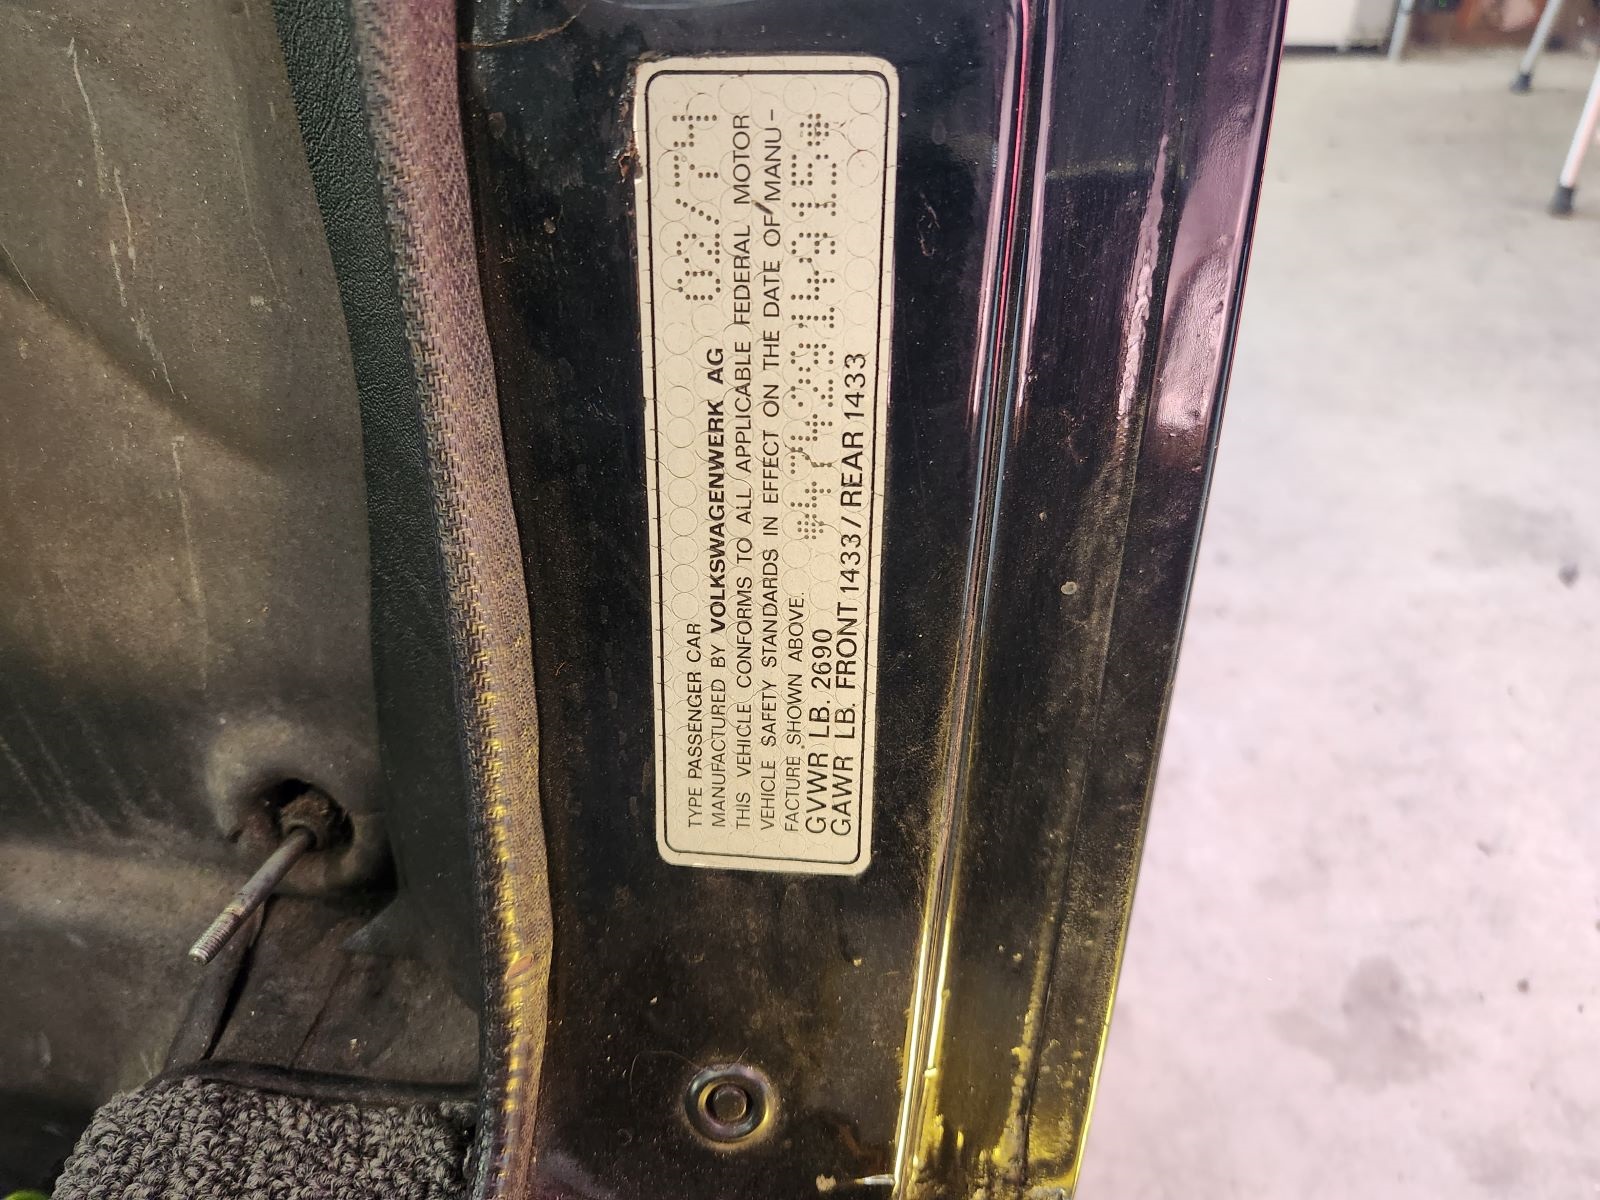 TYPE PASSENGER CAR 02/74
MANUFACTURED BY VOLKSWAGENWERK AG
THIS VEHICLE CONFORMS TO ALL APPLICABLE FEDERAL MOTOR
VEHICLE SAFETY STANDARDS IN EFFECT ON THE DATE OF MANU-
FACTURE SHOWN ABOVE. *4742914915*
GVWR LB. 2690
GAWR LB. FRONT 1433/REAR 1433